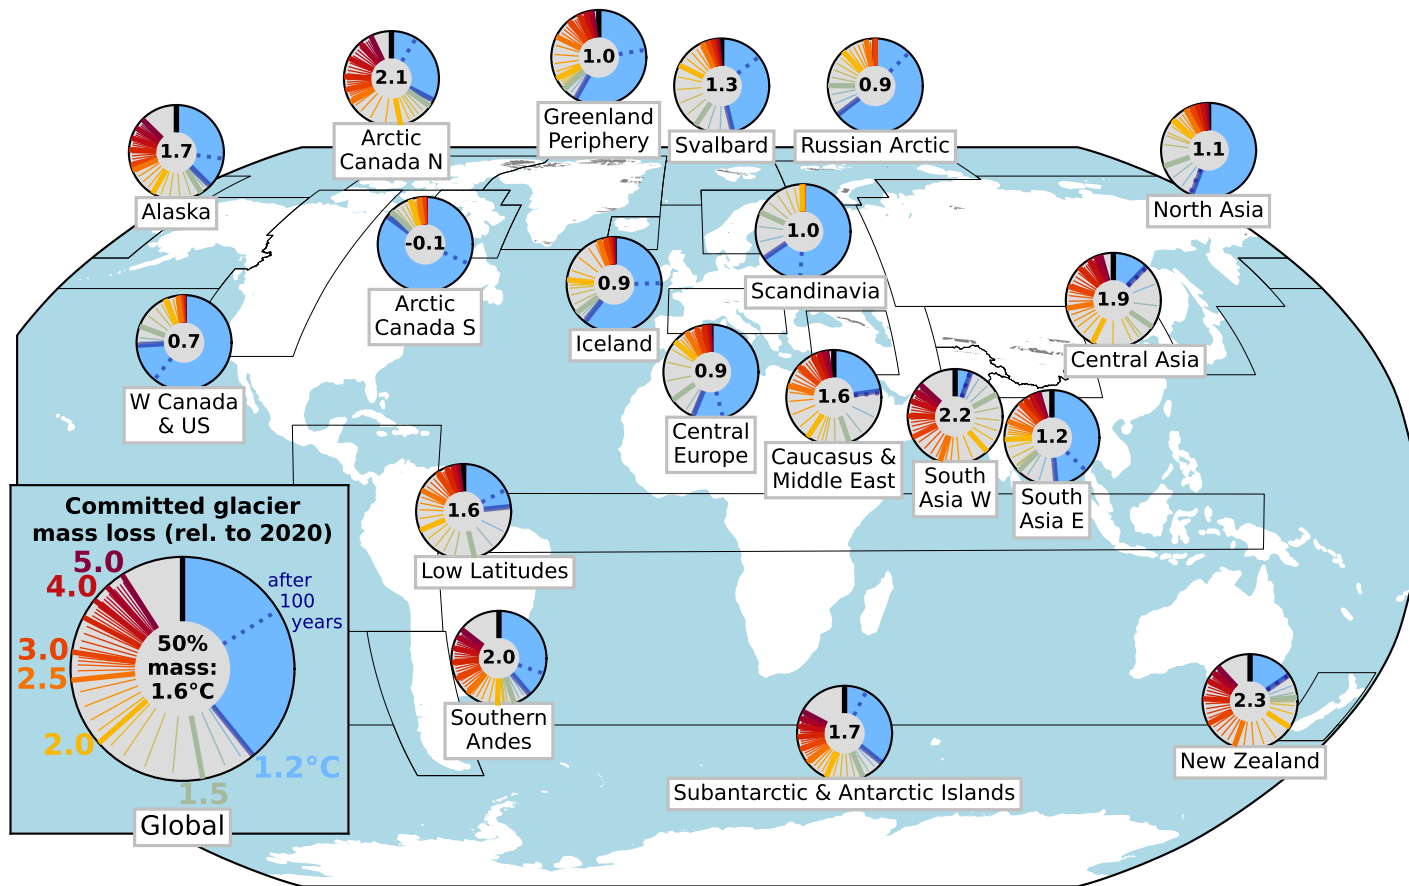 1.0
Greenland
Periphery
2.1
Arctic
Canada N
1.3
Svalbard
0.9
Russian Arctic
1.7
Alaska
1.1
North Asia
-0.1
Arctic
Canada S
1.0
Scandinavia
0.9
Iceland
1.9
Central Asia
0.7
W Canada
& US
0.9
Central
Europe
1.6
Caucasus &
Middle East
2.2
South
Asia W
1.2
South
Asia E
1.6
Low Latitudes
Committed glacier
mass loss (rel. to 2020)
5.0
4.0
3.0
2.5
2.0
1.5
1.2°C
after
100
years
50%
mass:
1.6°C
Global
2.0
Southern
Andes
1.7
Subantarctic & Antarctic Islands
2.3
New Zealand